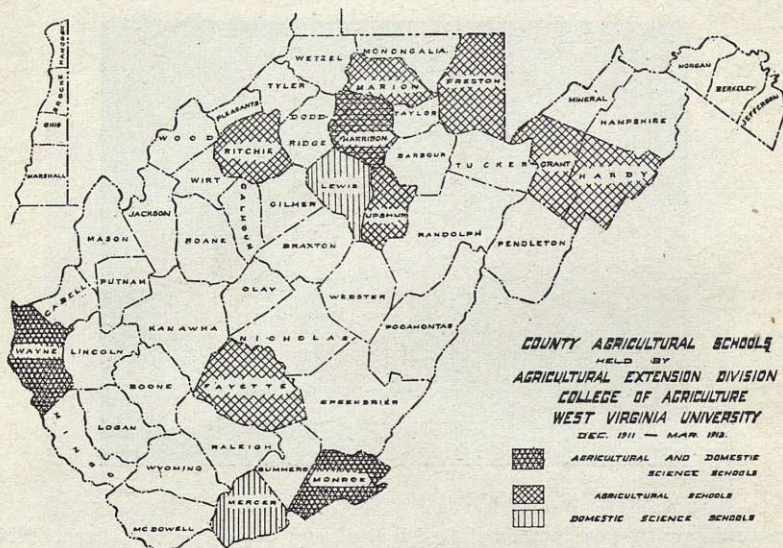 HANCOCK
BROOKE
OHIO
MARSHALL
WETZEL
MONONGALIA
MARION
PRESTON
TYLER
PLEASANTS
DODD
RIDGE
HARRISON
TAYLOR
MORGAN
BERKELEY
JEFFERSON
MINERAL
HAMPSHIRE
WOOD
RITCHIE
BARBOUR
TUCKER
GRANT
HARDY
WIRT
CALHOUN
GILMER
LEWIS
UPSHUR
RANDOLPH
PENDLETON
JACKSON
MASON
ROANE
BRAXTON
PUTNAM
CABELL
CLAY
WEBSTER
POCAHONTAS
KANAWHA
NICHOLAS
WAYNE
LINCOLN
BOONE
FAYETTE
GREENBRIER
MINGO
LOGAN
RALEIGH
WYOMING
SUMMERS
MONROE
MERCER
MCDOWELL
COUNTY AGRICULTURAL SCHOOLS
HELD BY
AGRICULTURAL EXTENSION DIVISION
COLLEGE OF AGRICULTURE
WEST VIRGINIA UNIVERSITY
DEC. 1911 — MAR. 1912.
AGRICULTURAL AND DOMESTIC
SCIENCE SCHOOLS
AGRICULTURAL SCHOOLS
DOMESTIC SCIENCE SCHOOLS